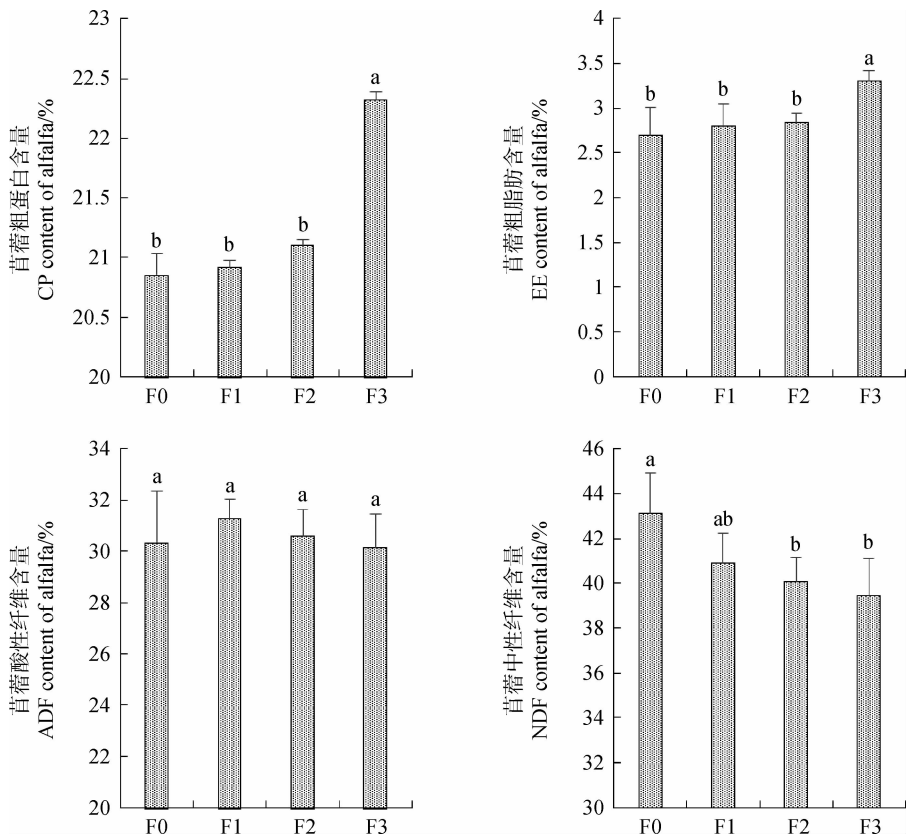 苜蓿粗蛋白含量
CP content of alfalfa/%
23
22.5
22
21.5
21
20.5
20
b
b
b
a
F0
F1
F2
F3
苜蓿粗脂肪含量
EE content of alfalfa/%
4
3.5
3
2.5
2
1.5
1
0.5
0
b
b
b
a
F0
F1
F2
F3
苜蓿酸性纤维含量
ADF content of alfalfa/%
34
32
30
28
26
24
22
20
a
a
a
a
F0
F1
F2
F3
苜蓿中性纤维含量
NDF content of alfalfa/%
46
44
42
40
38
36
34
32
30
a
ab
b
b
F0
F1
F2
F3